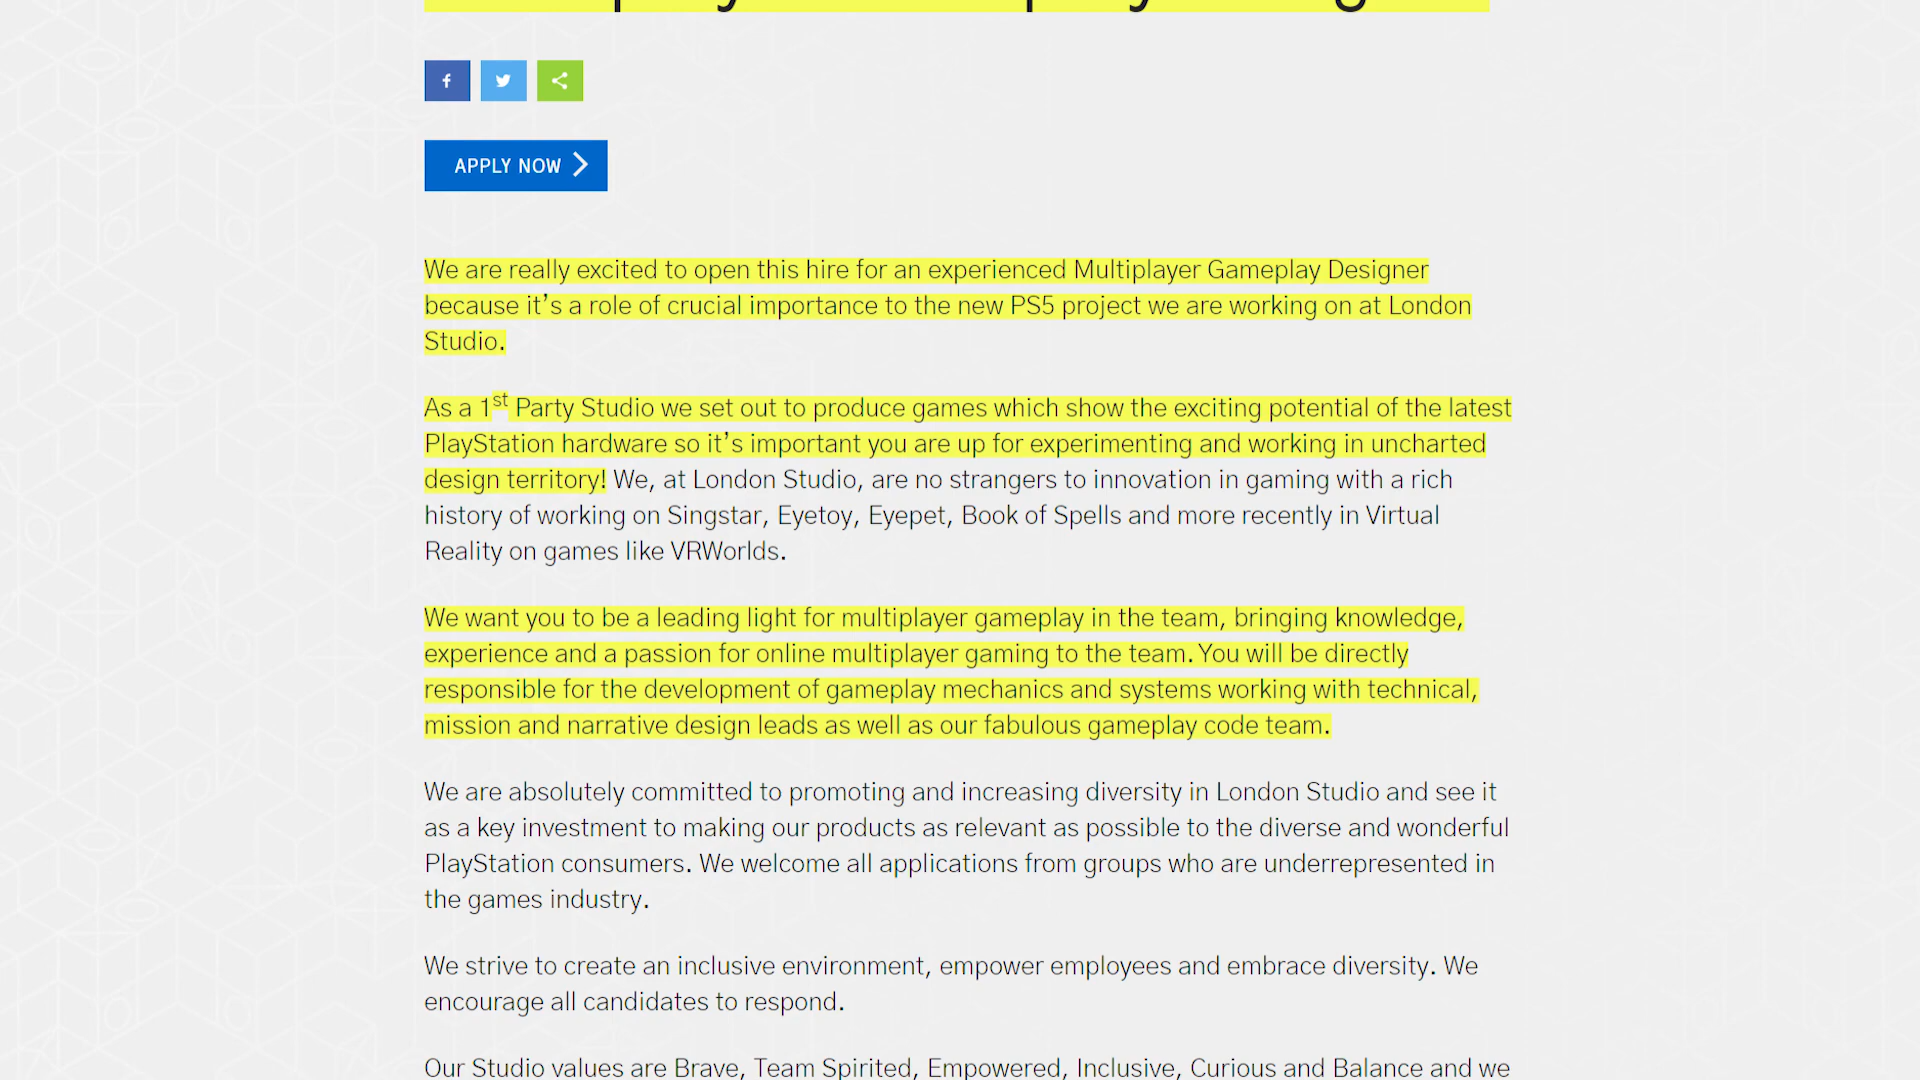 APPLY NOW
We are really excited to open this hire for an experienced Multiplayer Gameplay Designer
because it’s a role of crucial importance to the new PS5 project we are working on at London
Studio.
As a 1st Party Studio we set out to produce games which show the exciting potential of the latest
PlayStation hardware so it’s important you are up for experimenting and working in uncharted
design territory! We, at London Studio, are no strangers to innovation in gaming with a rich
history of working on Singstar, Eyetoy, Eyepet, Book of Spells and more recently in Virtual
Reality on games like VRWorlds.
We want you to be a leading light for multiplayer gameplay in the team, bringing knowledge,
experience and a passion for online multiplayer gaming to the team. You will be directly
responsible for the development of gameplay mechanics and systems working with technical,
mission and narrative design leads as well as our fabulous gameplay code team.
We are absolutely committed to promoting and increasing diversity in London Studio and see it
as a key investment to making our products as relevant as possible to the diverse and wonderful
PlayStation consumers. We welcome all applications from groups who are underrepresented in
the games industry.
We strive to create an inclusive environment, empower employees and embrace diversity. We
encourage all candidates to respond.
Our Studio values are Brave, Team Spirited, Empowered, Inclusive, Curious and Balance and we